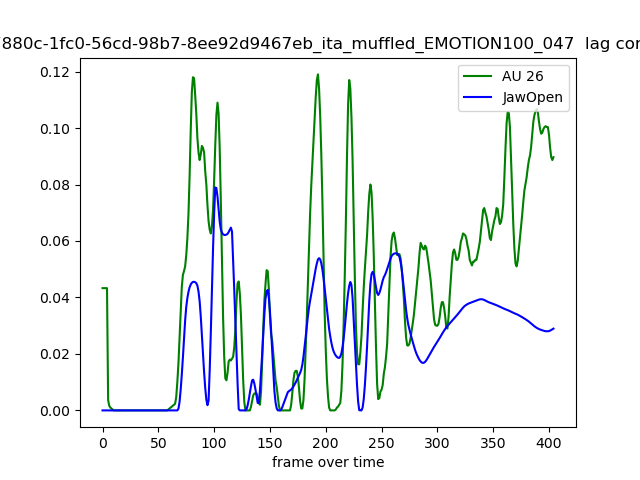 880c-1fc0-56cd-98b7-8ee92d9467eb_ita_muffled_EMOTION100_047 lag
AU 26
JawOpen
0.12
0.10
0.08
0.06
0.04
0.02
0.00
0 50 100 150 200 250 300 350 400
frame over time